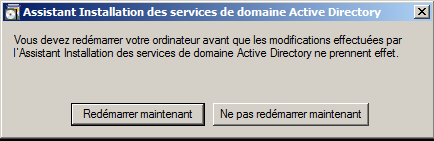 Assistant Installation des services de domaine Active Directory
Vous devez redémarrer votre ordinateur avant que les modifications effectuées par
l'Assistant Installation des services de domaine Active Directory ne prennent effet.
Redémarrer maintenant
Ne pas redémarrer maintenant